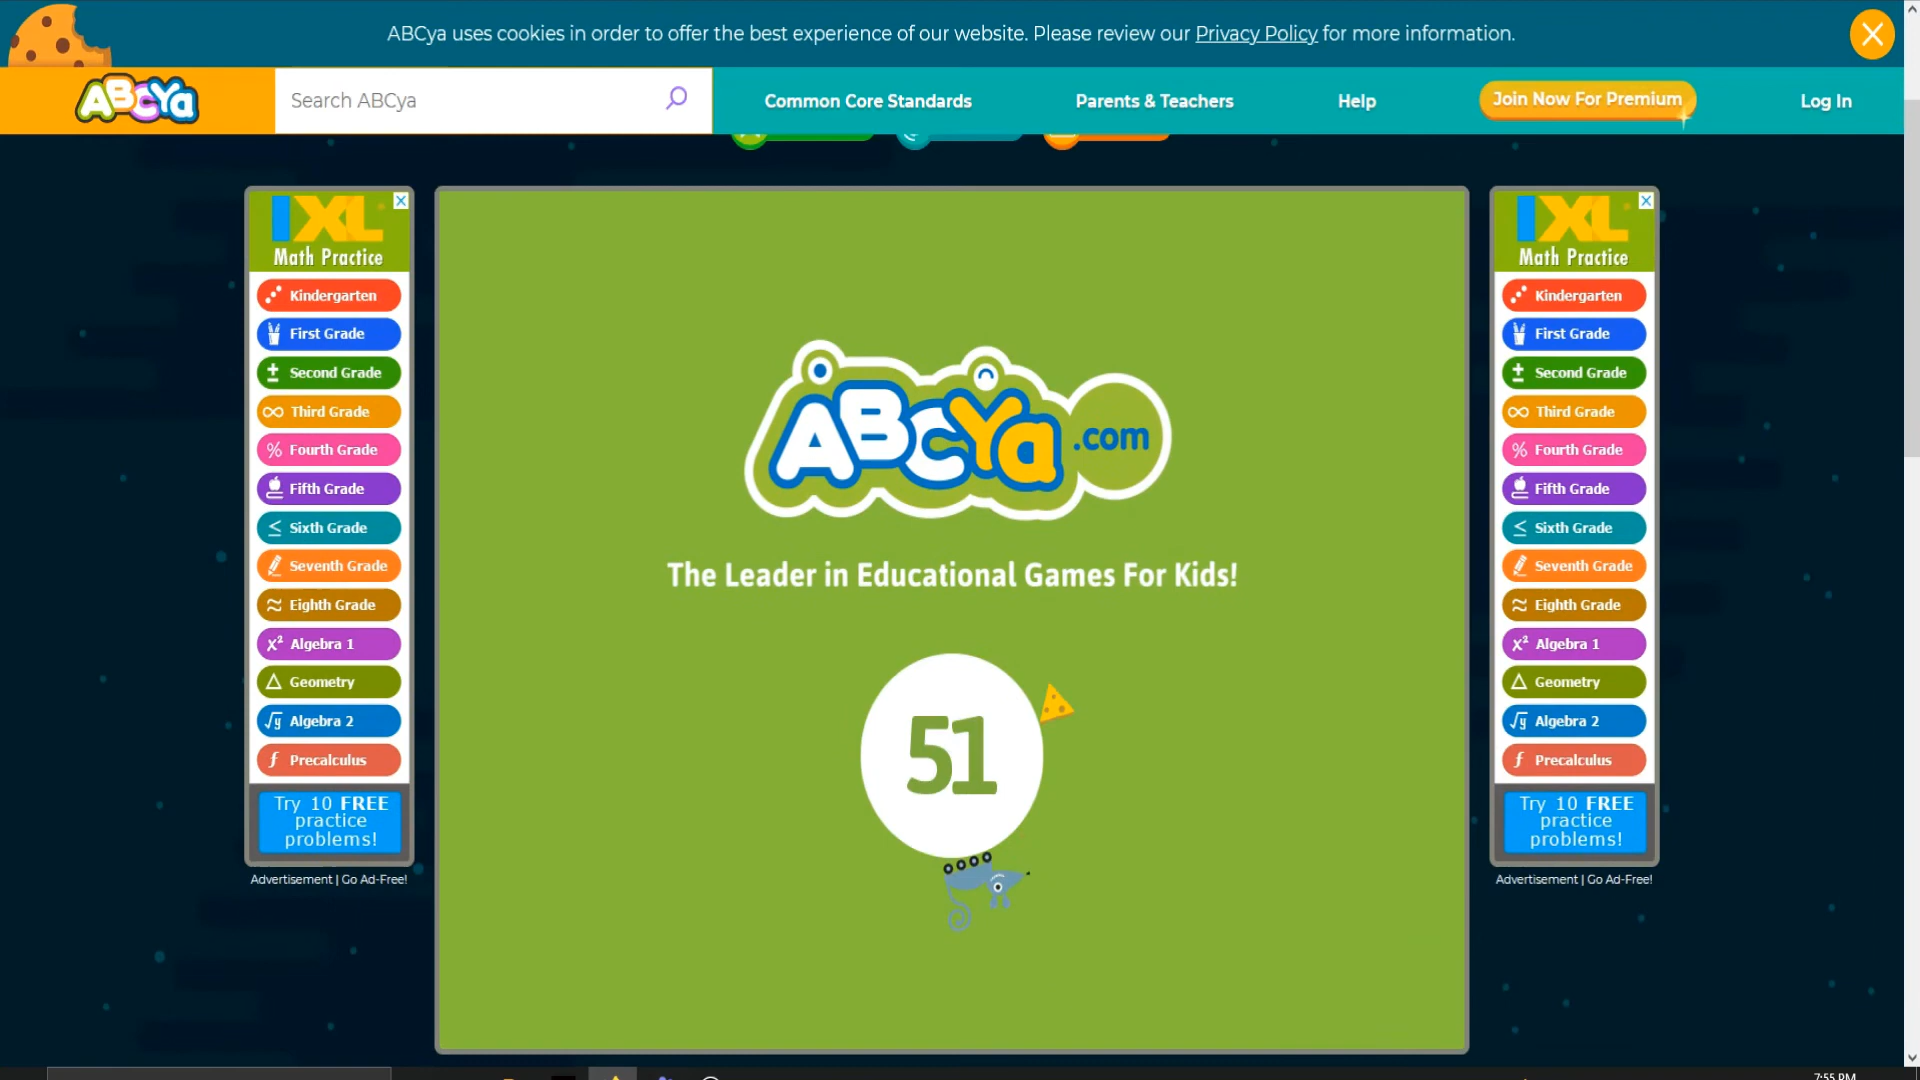 ABCya uses cookies in order to offer the best experience of our website. Please review our Privacy Policy for more information.
ABCYa
Search ABCya
Common Core Standards
Parents & Teachers
Help
Join Now For Premium
Log In
IXL
Math Practice
Kindergarten
First Grade
Second Grade
Third Grade
Fourth Grade
Fifth Grade
Sixth Grade
Seventh Grade
Eighth Grade
Algebra 1
Geometry
Algebra 2
Precalculus
Try 10 FREE
practice
problems!
Advertisement | Go Ad-Free!
ABCYa.com
The Leader in Educational Games For Kids!
51
IXL
Math Practice
Kindergarten
First Grade
Second Grade
Third Grade
Fourth Grade
Fifth Grade
Sixth Grade
Seventh Grade
Eighth Grade
Algebra 1
Geometry
Algebra 2
Precalculus
Try 10 FREE
practice
problems!
Advertisement | Go Ad-Free!
7:55 PM